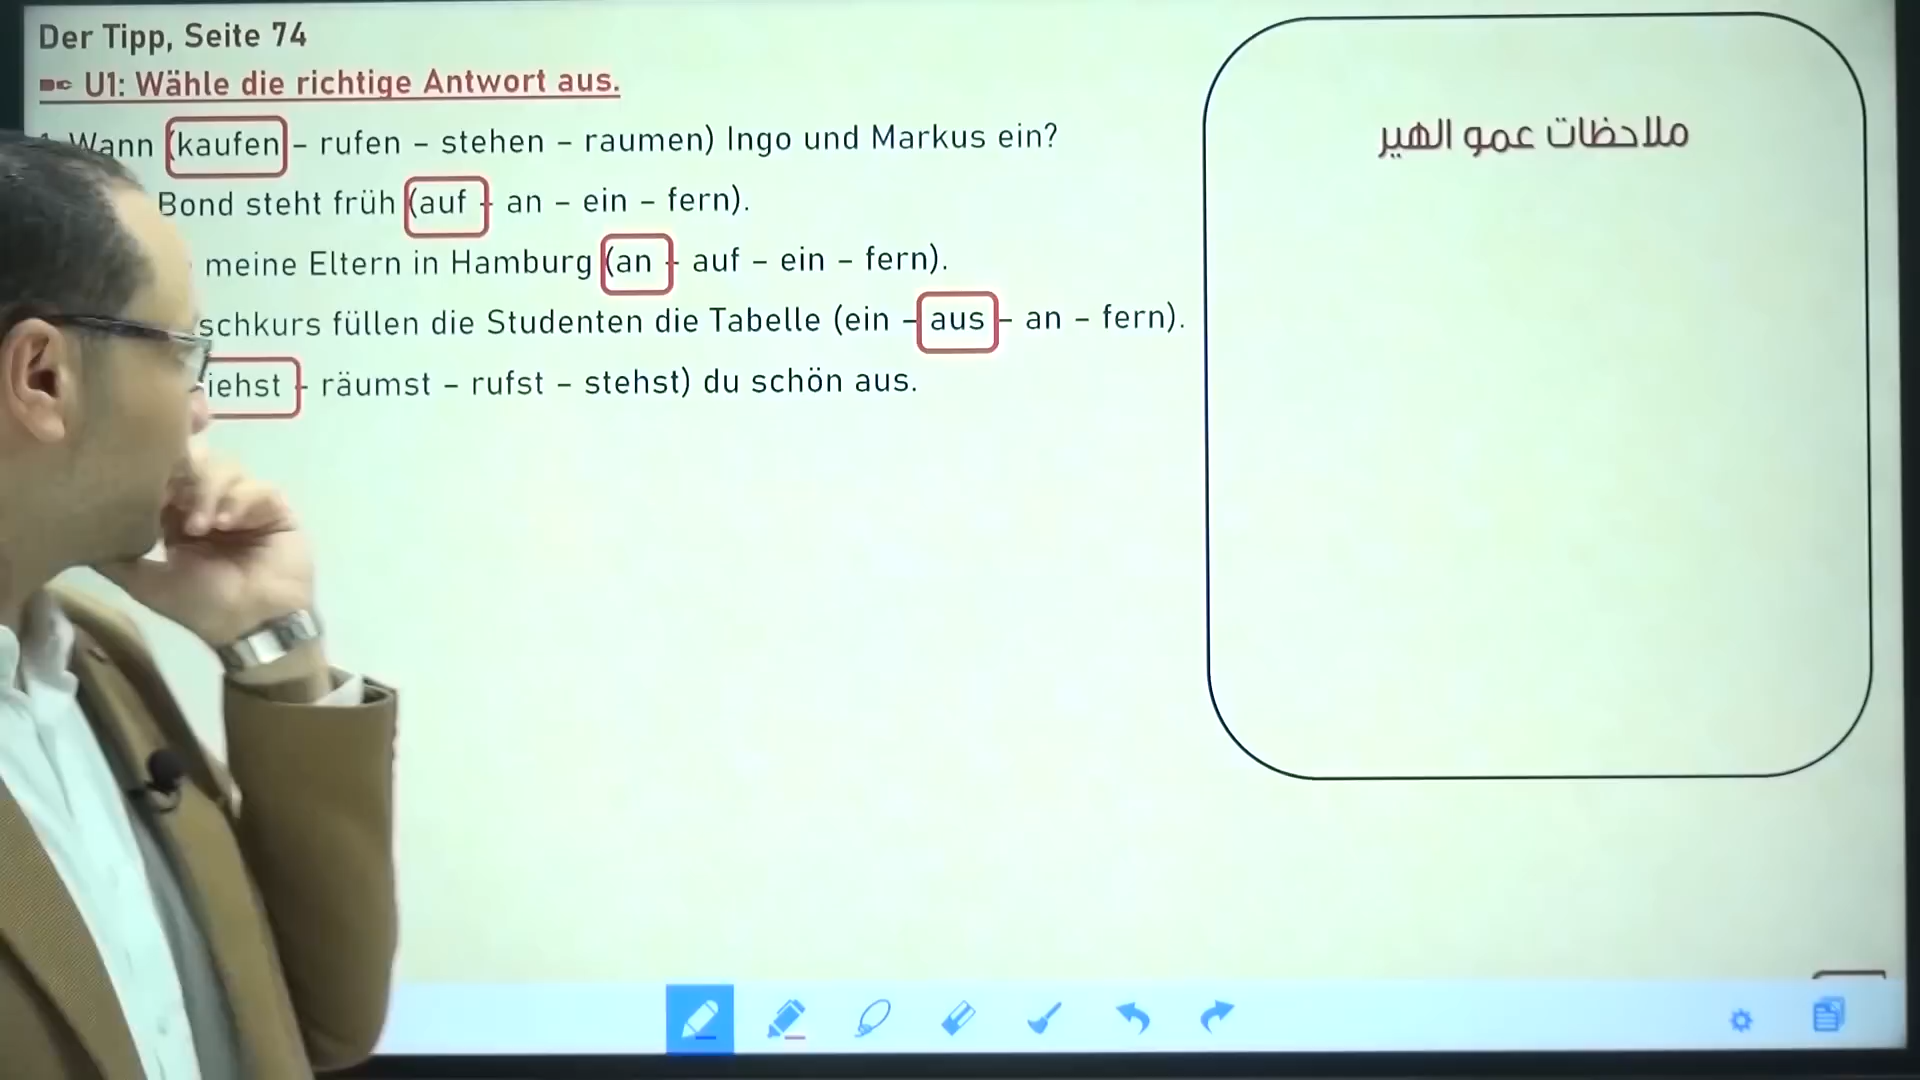 Der Tipp, Seite 74
U1: Wähle die richtige Antwort aus.
Wann (kaufen – rufen – stehen – raumen) Ingo und Markus ein?
Bond steht früh (auf – an – ein – fern).
meine Eltern in Hamburg (an – auf – ein – fern).
schkurs füllen die Studenten die Tabelle (ein – aus – an – fern).
iehst – räumst – rufst – stehst) du schön aus.
ملاحظات عمو الهير